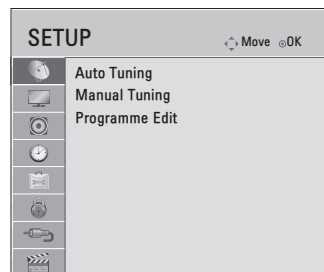 SETUP
Move OK
Auto Tuning
Manual Tuning
Programme Edit